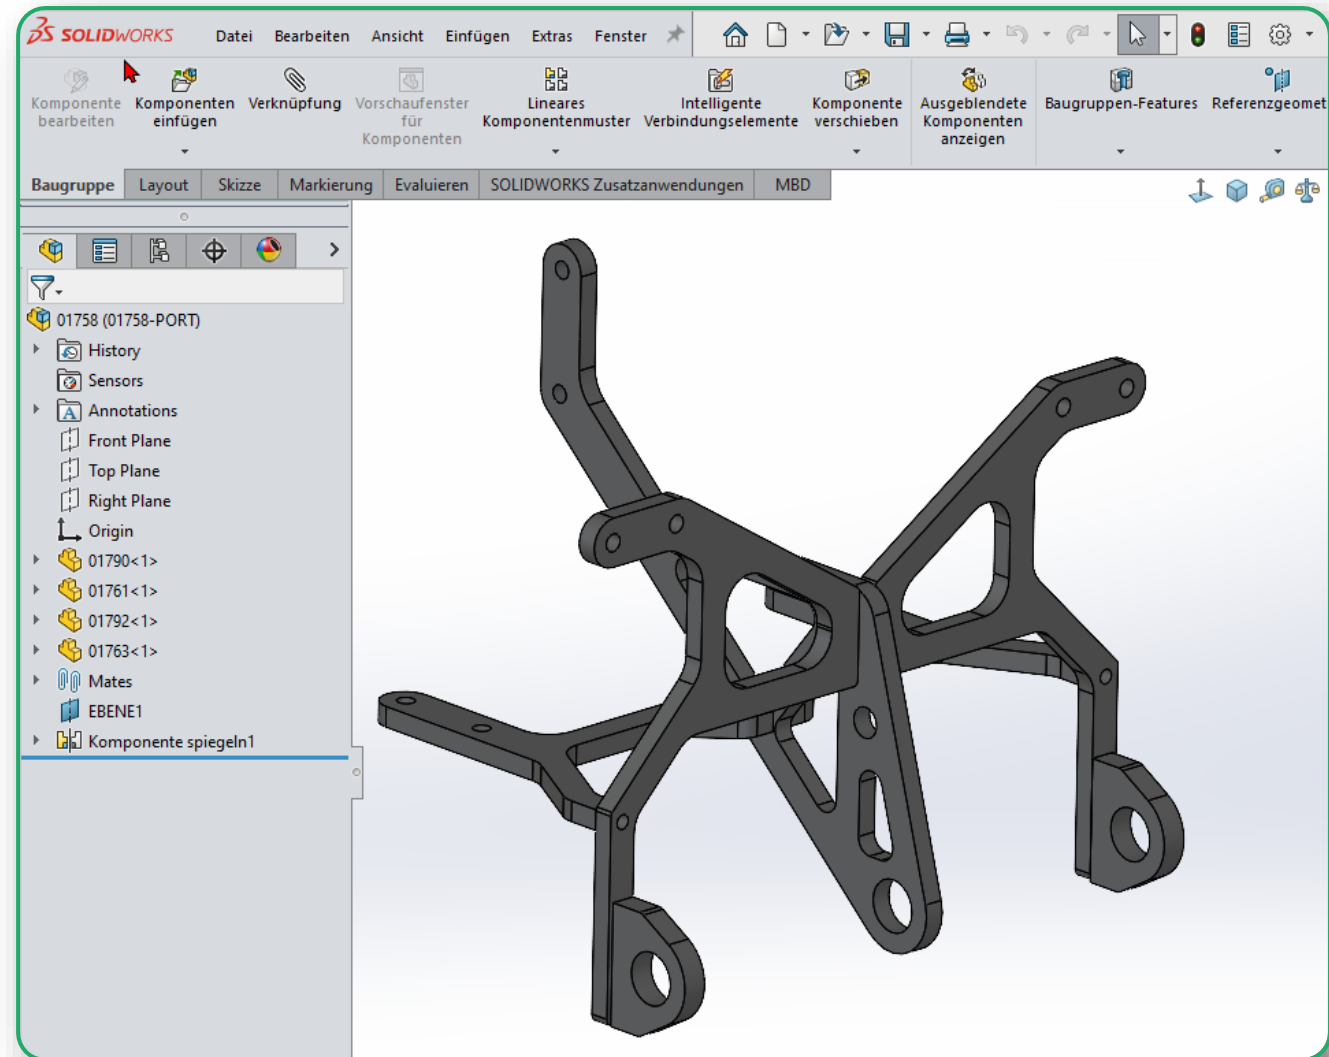 SOLIDWORKS
Datei Bearbeiten Ansicht Einfügen Extras Fenster
Komponente bearbeiten
Komponenten einfügen
Verknüpfung
Vorschaufenster für Komponenten
Lineares Komponentenmuster
Intelligente Verbindungselemente
Komponente verschieben
Ausgeblendete Komponenten anzeigen
Baugruppen-Features
Referenzgeomet
Baugruppe Layout Skizze Markierung Evaluieren SOLIDWORKS Zusatzanwendungen MBD
01758 (01758-PORT)
History
Sensors
A Annotations
Front Plane
Top Plane
Right Plane
Origin
01790<1>
01761<1>
01792<1>
01763<1>
Mates
EBENE1
Komponente spiegeln1